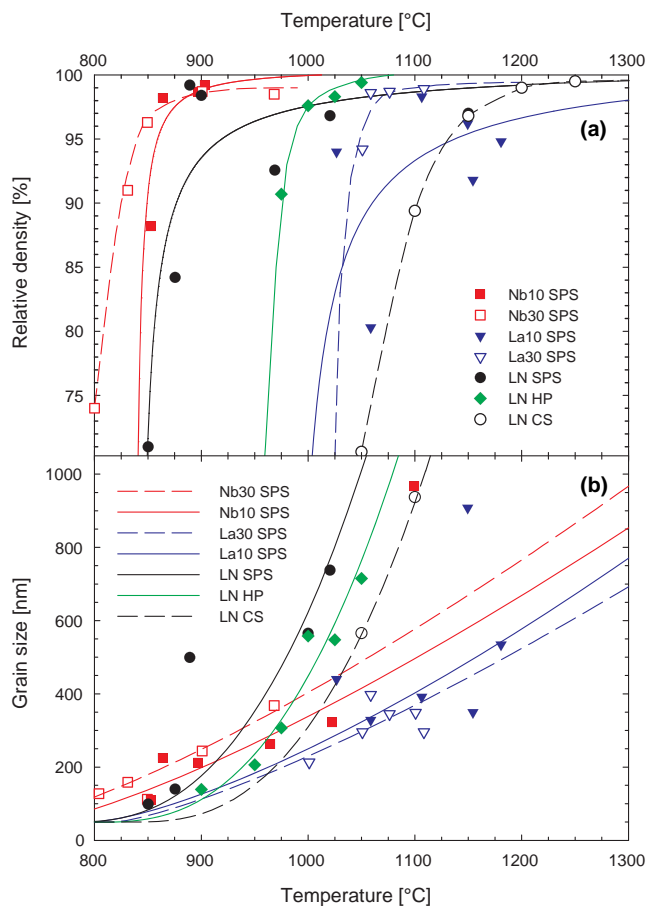 Temperature [°C]
800 900 1000 1100 1200 1300
100
95
90
85
80
75
Relative density [%]
(a)
Nb10 SPS
Nb30 SPS
La10 SPS
La30 SPS
LN SPS
LN HP
LN CS
1000
800
600
400
200
0
Grain size [nm]
(b)
Nb30 SPS
Nb10 SPS
La30 SPS
La10 SPS
LN SPS
LN HP
LN CS
800 900 1000 1100 1200 1300
Temperature [°C]